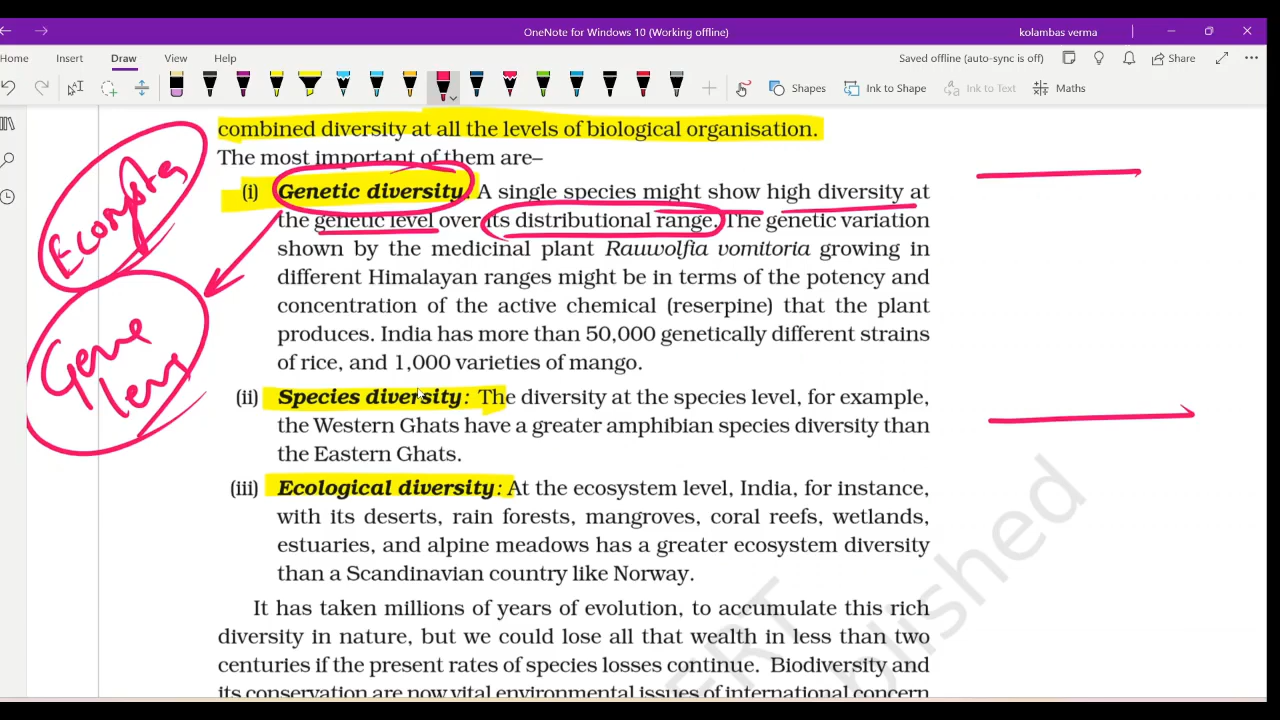 OneNote for Windows 10 (Working offline)
kolambas verma
Home Insert Draw View Help
Saved offline (auto-sync is off)
Share
Shapes
Ink to Shape
Ink to Text
Maths
combined diversity at all the levels of biological organisation.
The most important of them are–
(i) Genetic diversity: A single species might show high diversity at
the genetic level over its distributional range. The genetic variation
shown by the medicinal plant Rauwolfia vomitoria growing in
different Himalayan ranges might be in terms of the potency and
concentration of the active chemical (reserpine) that the plant
produces. India has more than 50,000 genetically different strains
of rice, and 1,000 varieties of mango.
(ii) Species diversity: The diversity at the species level, for example,
the Western Ghats have a greater amphibian species diversity than
the Eastern Ghats.
(iii) Ecological diversity: At the ecosystem level, India, for instance,
with its deserts, rain forests, mangroves, coral reefs, wetlands,
estuaries, and alpine meadows has a greater ecosystem diversity
than a Scandinavian country like Norway.
It has taken millions of years of evolution, to accumulate this rich
diversity in nature, but we could lose all that wealth in less than two
centuries if the present rates of species losses continue. Biodiversity and
its conservation are now vital environmental issues of international concern
Gene